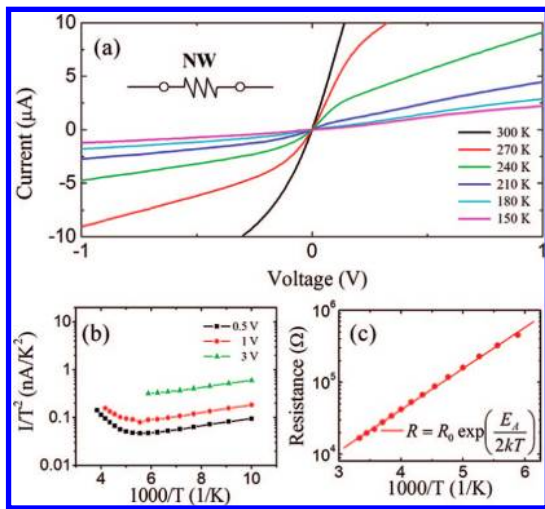 (a)
NW
10
5
0
-5
-10
Current (μA)
300 K
270 K
240 K
210 K
180 K
150 K
-1 0 1
Voltage (V)
(b)
0.5 V
1 V
3 V
10
1
0.1
0.01
I/T² (nA/K²)
4 6 8 10
1000/T (1/K)
(c)
10⁶
10⁵
10⁴
Resistance (Ω)
R = R₀ exp(E_A/2kT)
3 4 5 6
1000/T (1/K)